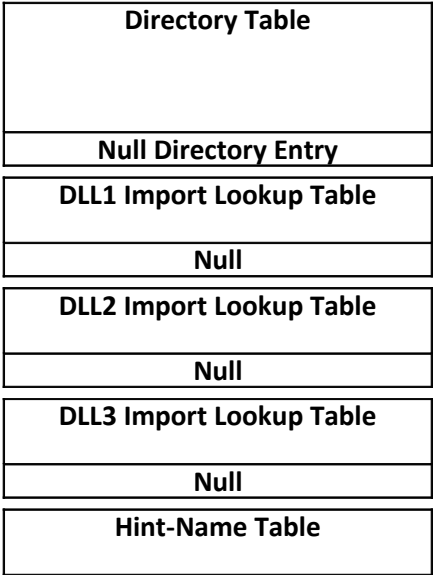 Directory Table
Null Directory Entry
DLL1 Import Lookup Table
Null
DLL2 Import Lookup Table
Null
DLL3 Import Lookup Table
Null
Hint-Name Table